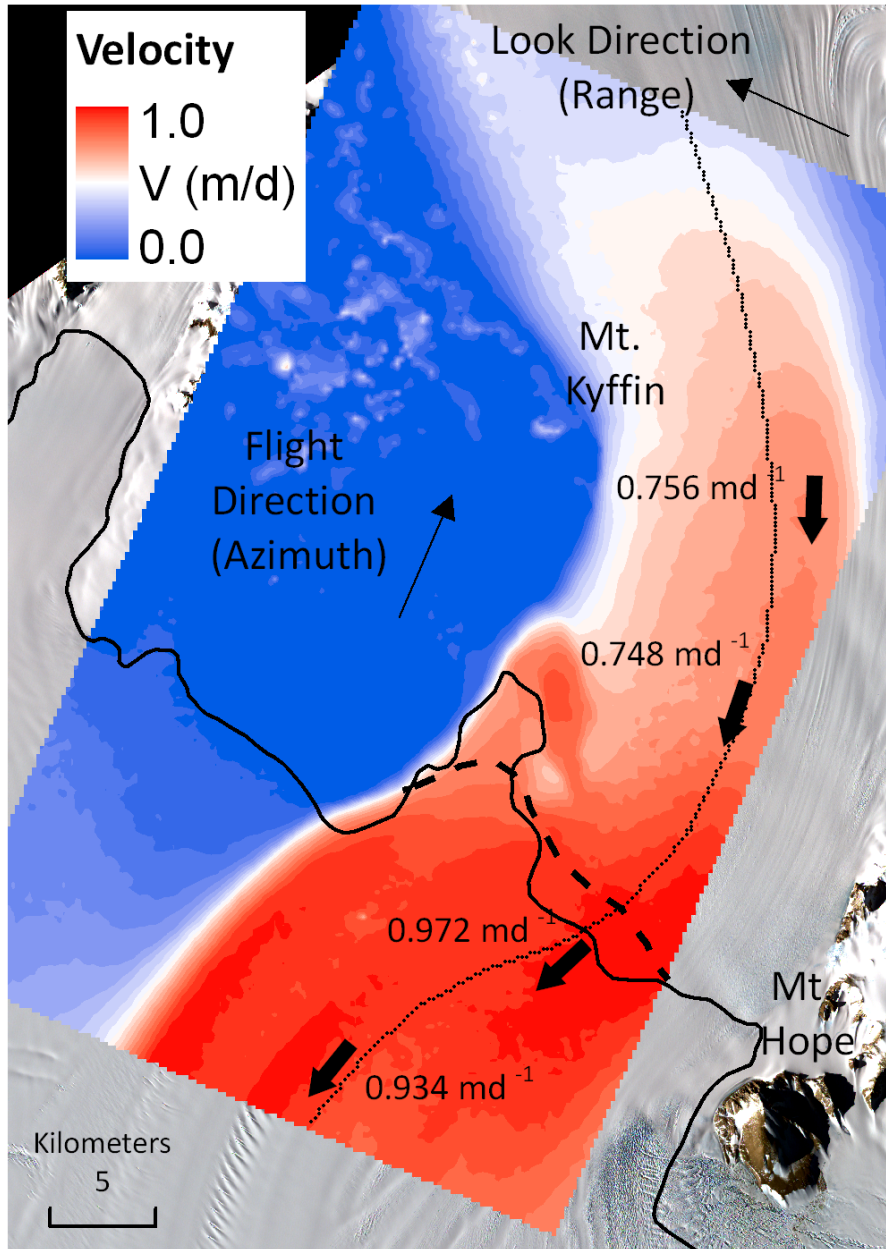 Velocity
1.0
V (m/d)
0.0
Look Direction
(Range)
Mt.
Kyffin
Flight
Direction
(Azimuth)
0.756 md -1
0.748 md -1
0.972 md -1
Mt.
Hope
0.934 md -1
Kilometers
5